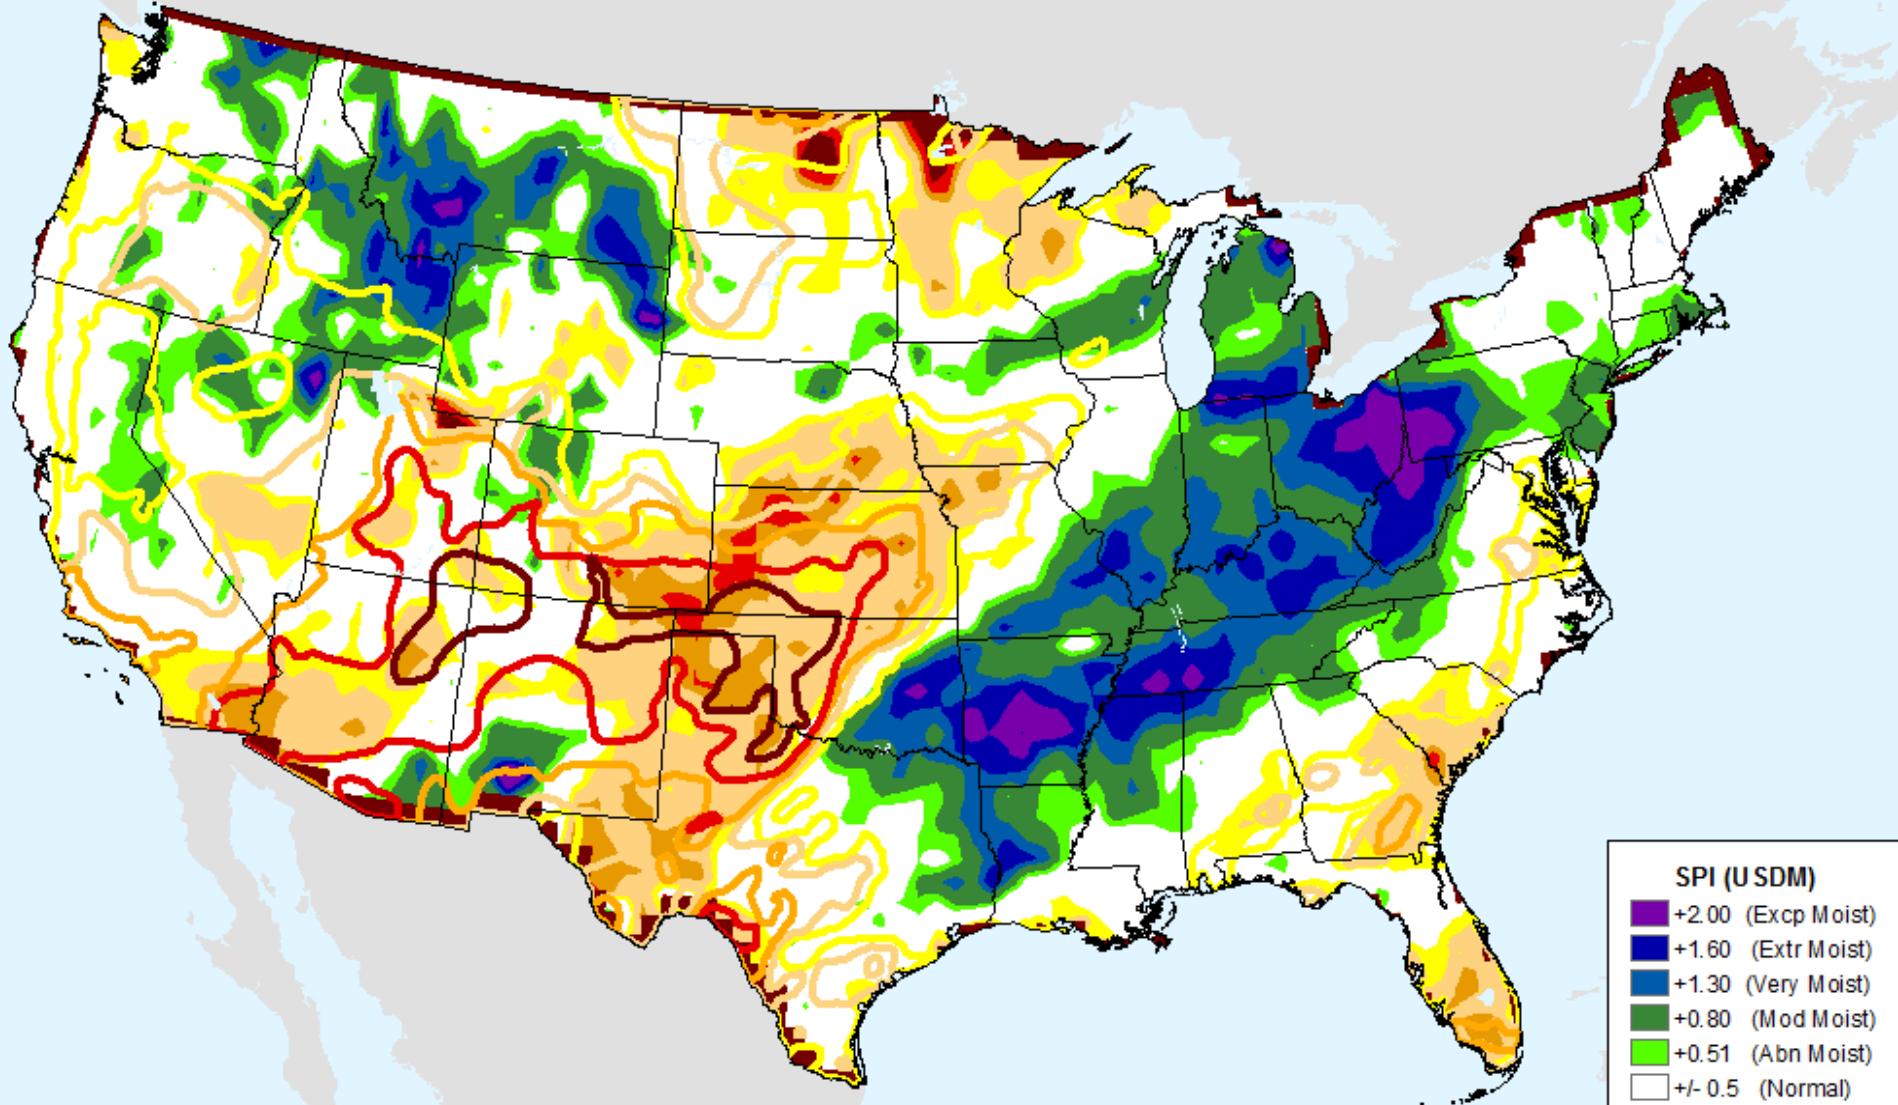 SPI (USDM)
+2.00 (Excp Moist)
+1.60 (Extr Moist)
+1.30 (Very Moist)
+0.80 (Mod Moist)
+0.51 (Abn Moist)
+/- 0.5 (Normal)